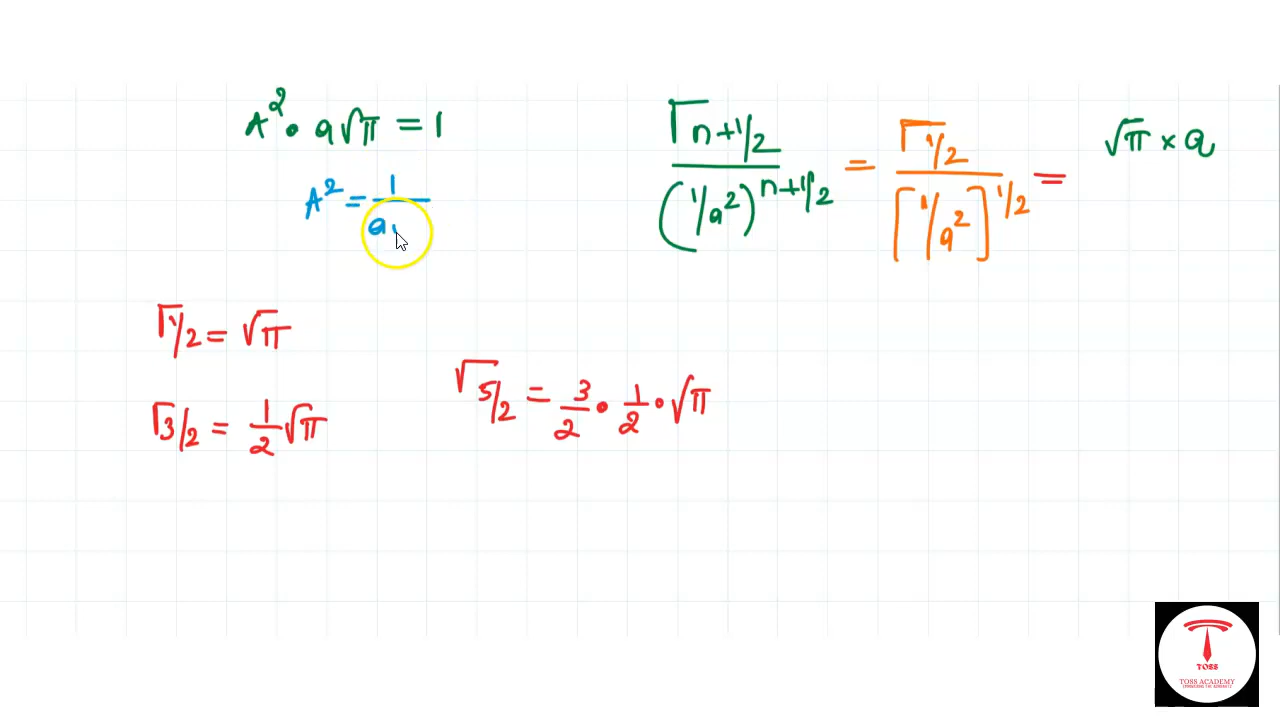 A² • a√π = 1
A² = 1/a
Γn+1/2 / (1/a²)^n+1/2 = Γ1/2 / [1/a²]^1/2 = √π × a
Γ1/2 = √π
Γ3/2 = 1/2 √π
Γ5/2 = 3/2 • 1/2 • √π
TOSS
TOSS ACADEMY